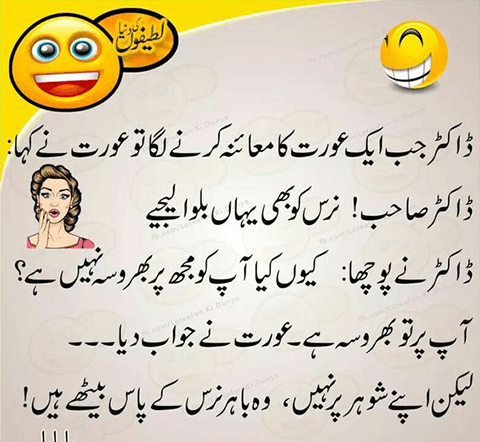 لطیفوں کی دنیا
ڈاکٹر جب ایک عورت کا معائنہ کرنے لگا تو عورت نے کہا:
ڈاکٹر صاحب! نرس کو بھی یہاں بلوا لیجیے
ڈاکٹر نے پوچھا: کیوں کیا آپ کو مجھ پر بھروسہ نہیں ہے؟
آپ پر تو بھروسہ ہے۔عورت نے جواب دیا۔۔۔
لیکن اپنے شوہر پر نہیں، وہ باہر نرس کے پاس بیٹھے ہیں!